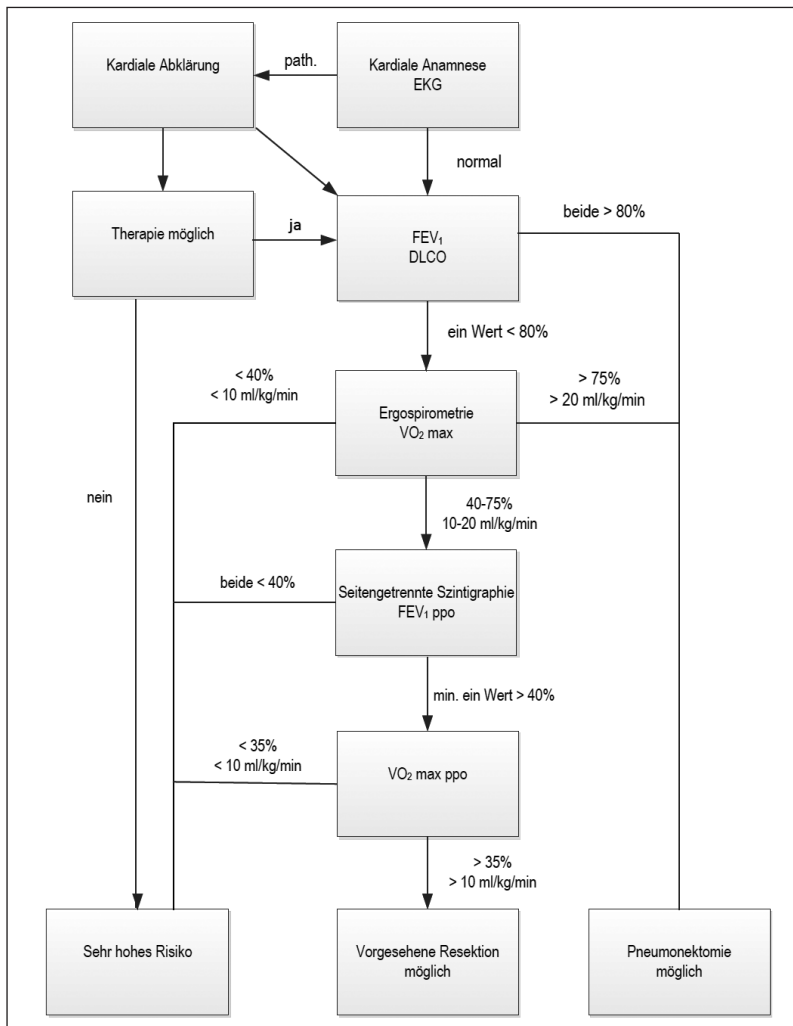 Kardiale Abklärung
path.
Kardiale Anamnese
EKG
normal
Therapie möglich
ja
FEV₁
DLCO
beide > 80%
ein Wert < 80%
< 40%
< 10 ml/kg/min
Ergospirometrie
VO₂ max
> 75%
> 20 ml/kg/min
nein
40-75%
10-20 ml/kg/min
beide < 40%
Seitengetrennte Szintigraphie
FEV₁ ppo
min. ein Wert > 40%
< 35%
< 10 ml/kg/min
VO₂ max ppo
> 35%
> 10 ml/kg/min
Sehr hohes Risiko
Vorgesehene Resektion
möglich
Pneumonektomie
möglich